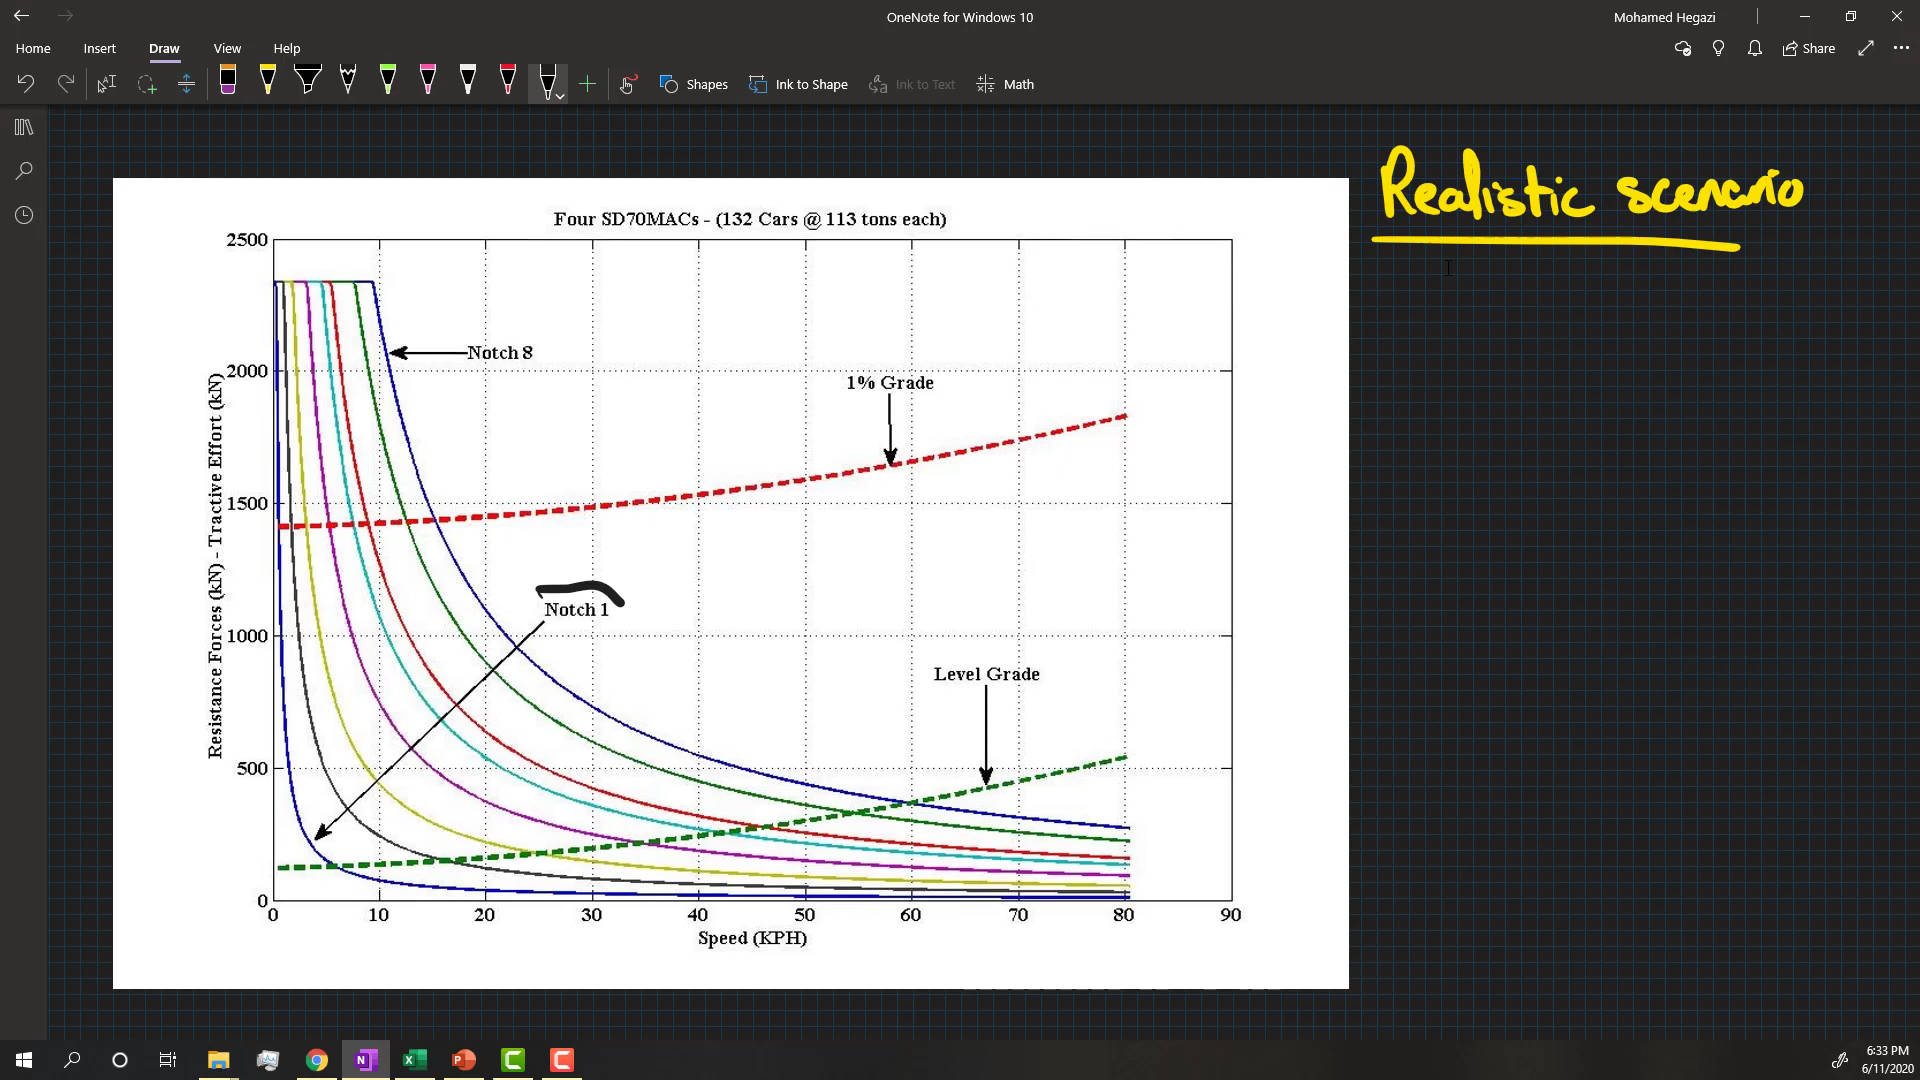 OneNote for Windows 10
Mohamed Hegazi
Home Insert Draw View Help
Share
Shapes Ink to Shape Ink to Text Math
Realistic scenario
Four SD70MACs - (132 Cars @ 113 tons each)
Resistance Forces (kN) - Tractive Effort (kN)
2500
2000
1500
1000
500
0
Notch 8
1% Grade
Notch 1
Level Grade
0 10 20 30 40 50 60 70 80 90
Speed (KPH)
6:33 PM
6/11/2020